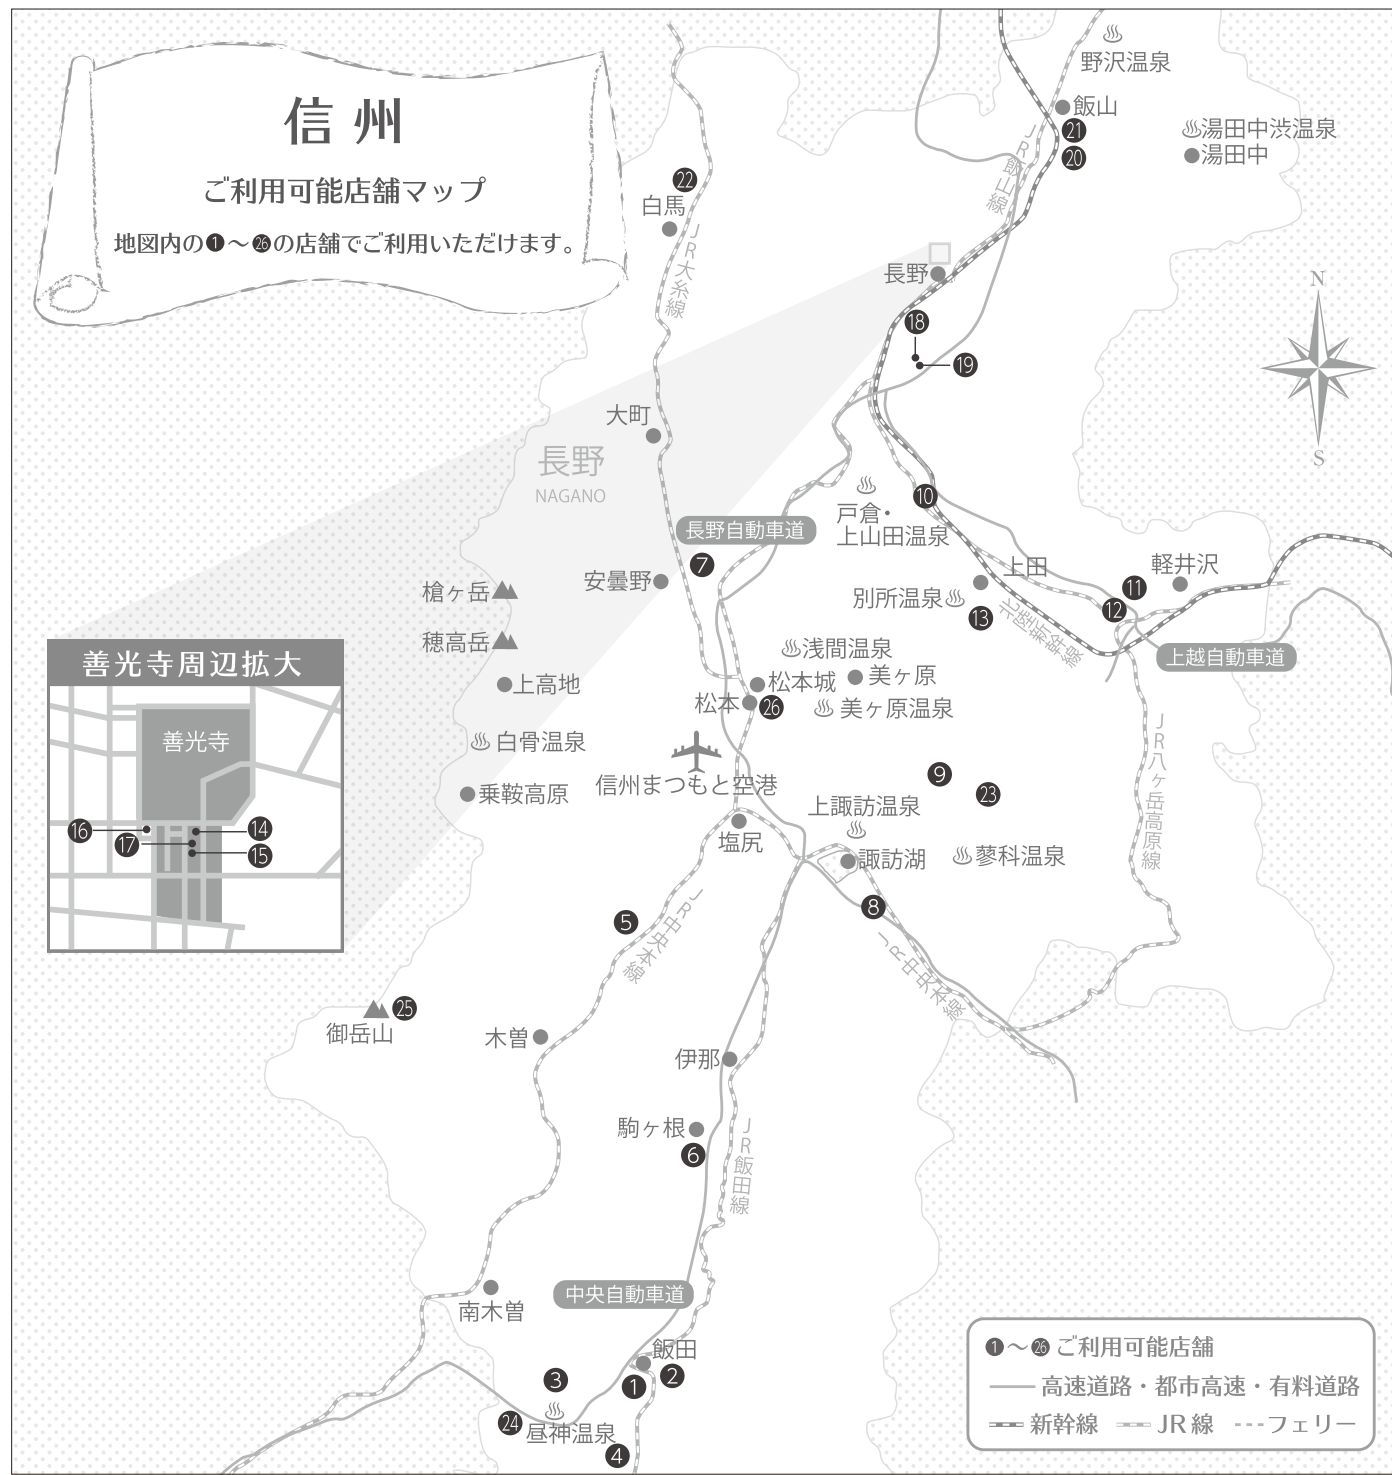 信州
ご利用可能店舗マップ
地図内の❶〜㉖の店舗でご利用いただけます。
野沢温泉
飯山
21
20
湯田中渋温泉
湯田中
JR飯山線
22
白馬
JR大糸線
長野
18
19
N
S
大町
長野
NAGANO
長野自動車道
7
安曇野
槍ヶ岳
穂高岳
上高地
白骨温泉
乗鞍高原
戸倉・
上山田温泉
10
上田
別所温泉
13
北陸新幹線
11
12
軽井沢
上越自動車道
浅間温泉
松本城
美ヶ原
松本
26
美ヶ原温泉
信州まつもと空港
塩尻
9
23
上諏訪温泉
諏訪湖
蓼科温泉
8
JR八ヶ岳高原線
善光寺周辺拡大
善光寺
16
17
14
15
5
JR中央本線
JR中央本線
25
御岳山
木曽
伊那
駒ヶ根
6
JR飯田線
南木曽
中央自動車道
飯田
1
2
3
24
昼神温泉
4
❶〜㉖ ご利用可能店舗
高速道路・都市高速・有料道路
新幹線 JR線 フェリー